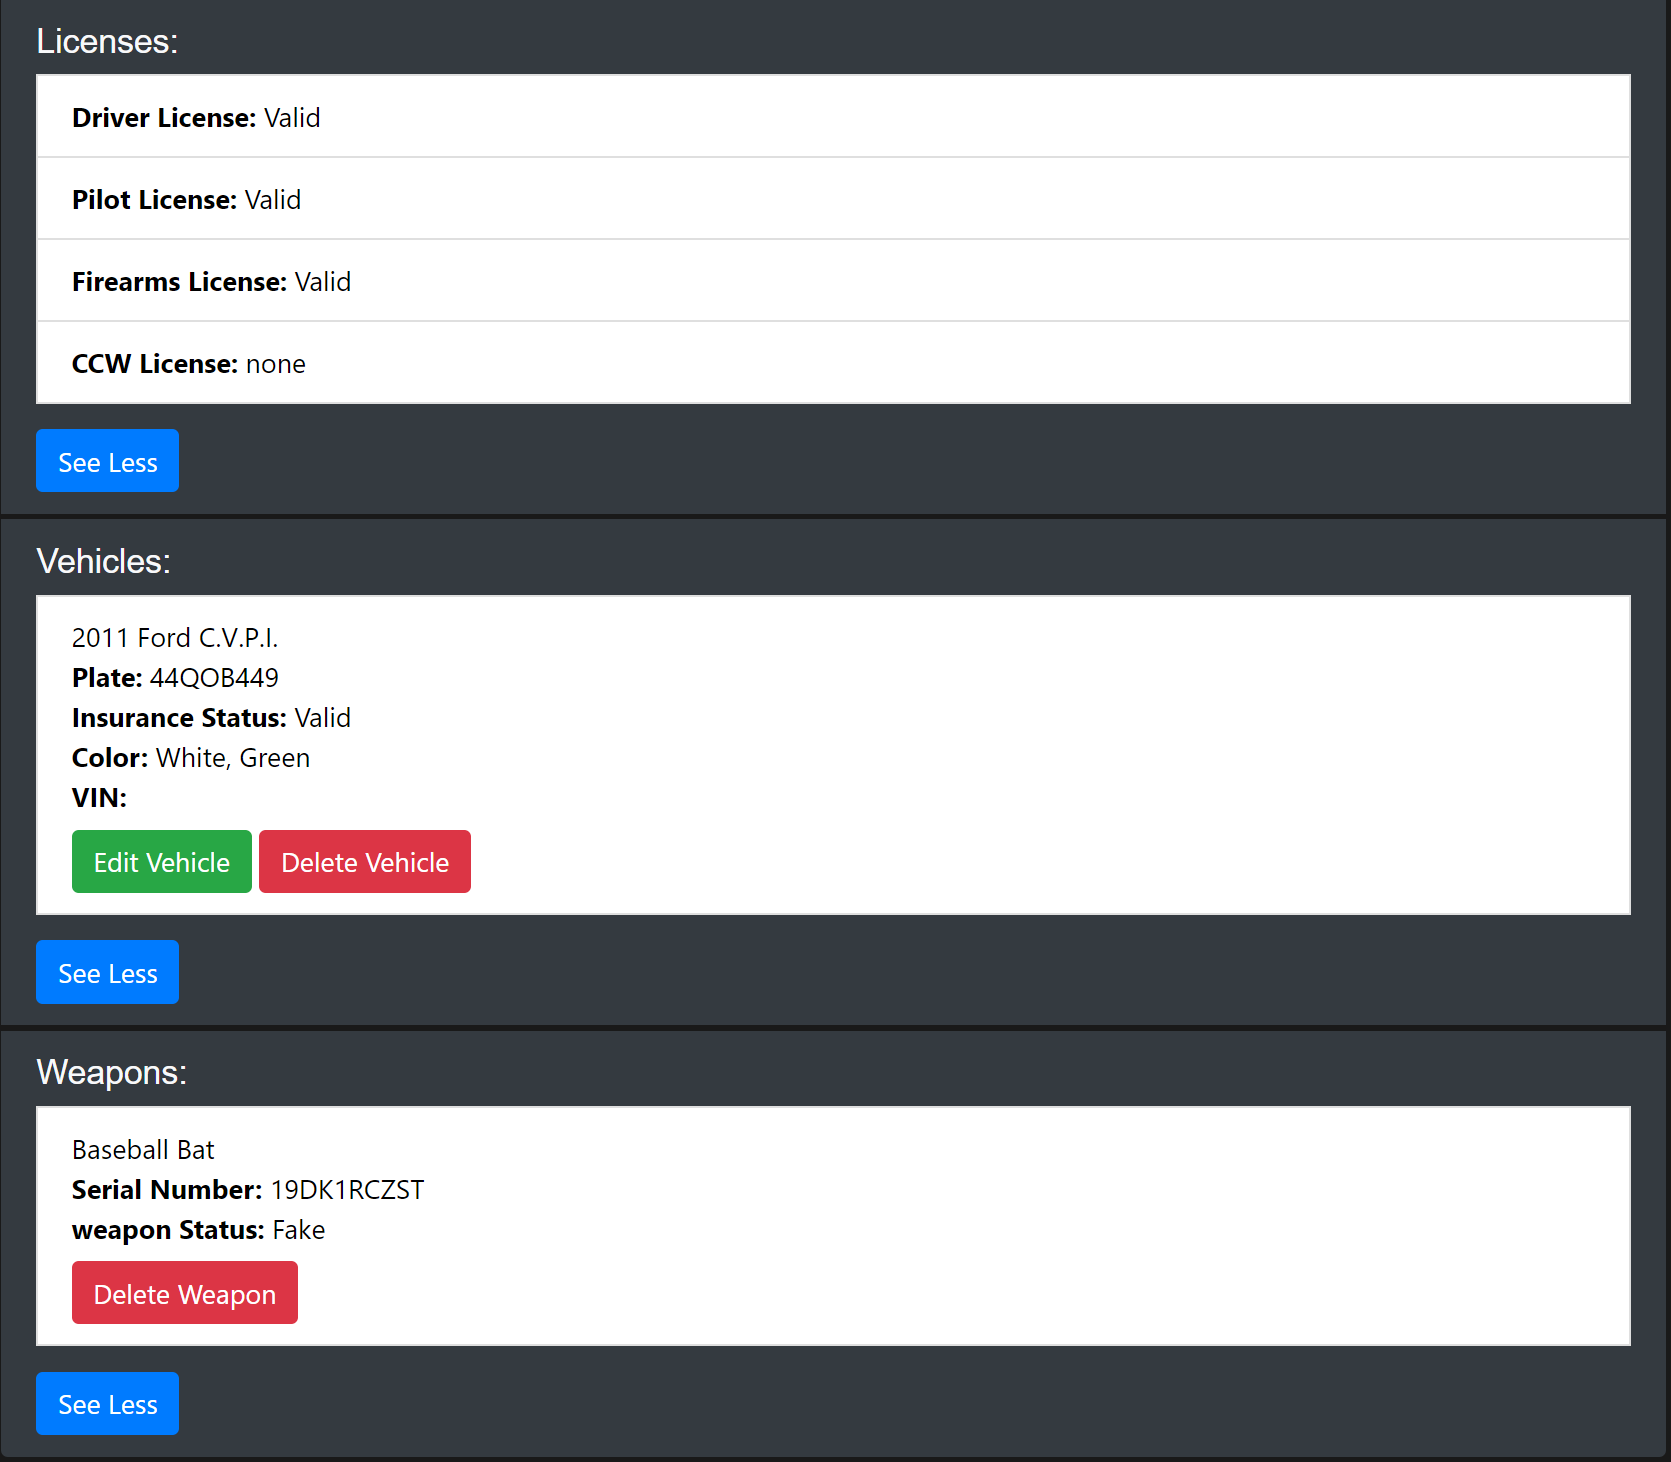 Licenses:
Driver License: Valid
Pilot License: Valid
Firearms License: Valid
CCW License: none
See Less
Vehicles:
2011 Ford C.V.P.I.
Plate: 44QOB449
Insurance Status: Valid
Color: White, Green
VIN:
Edit Vehicle Delete Vehicle
See Less
Weapons:
Baseball Bat
Serial Number: 19DK1RCZST
weapon Status: Fake
Delete Weapon
See Less